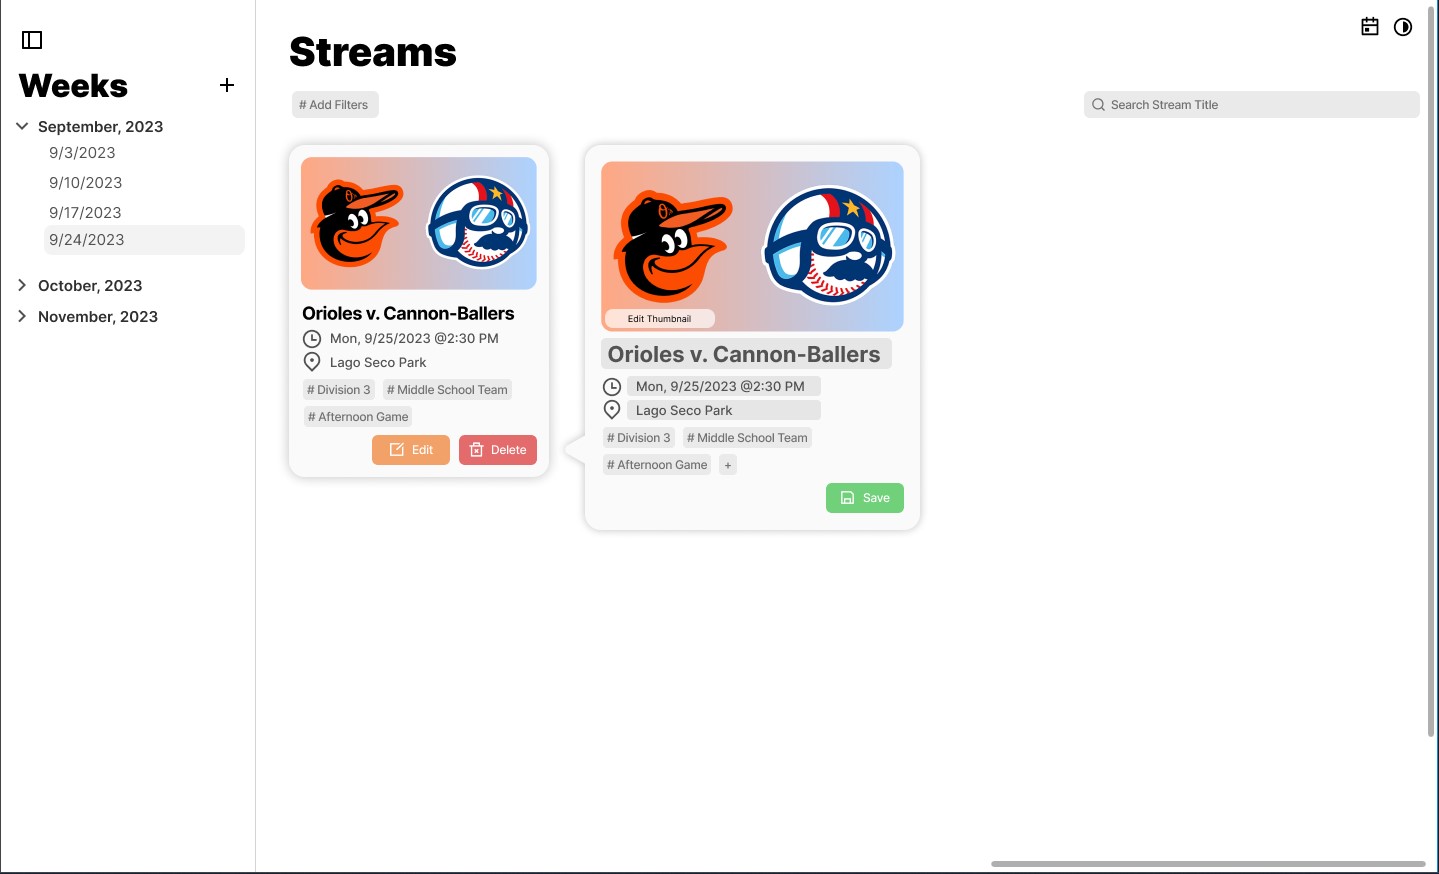 Weeks
+
September, 2023
9/3/2023
9/10/2023
9/17/2023
9/24/2023
October, 2023
November, 2023
Streams
# Add Filters
Search Stream Title
Orioles v. Cannon-Ballers
Mon, 9/25/2023 @2:30 PM
Lago Seco Park
# Division 3 # Middle School Team
# Afternoon Game
Edit Delete
Edit Thumbnail
Orioles v. Cannon-Ballers
Mon, 9/25/2023 @2:30 PM
Lago Seco Park
# Division 3 # Middle School Team
# Afternoon Game +
Save